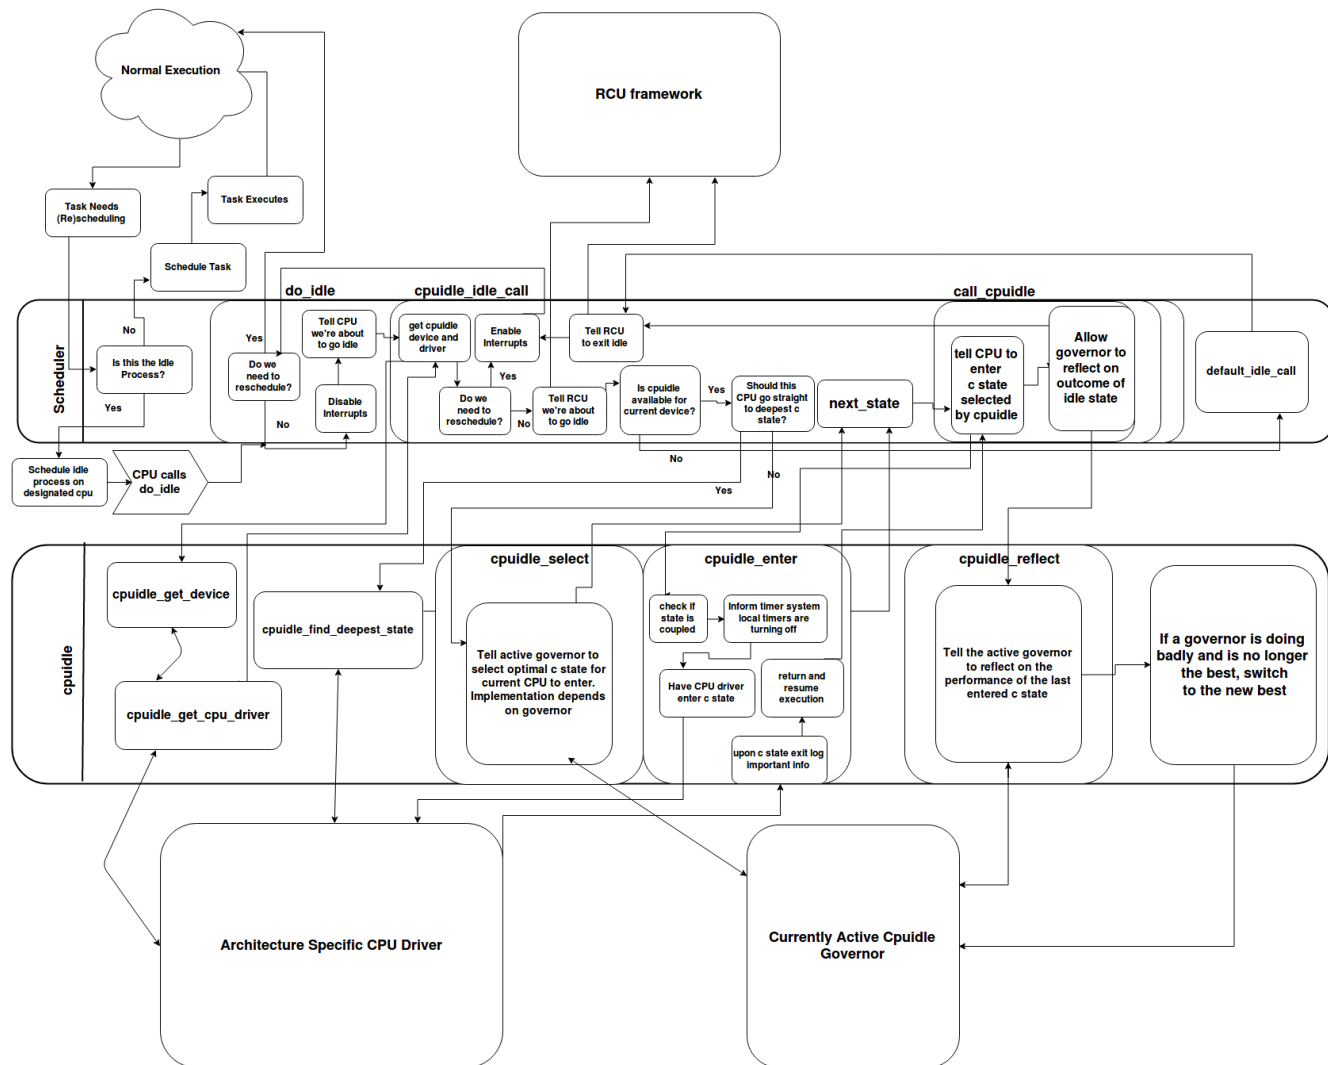 Normal Execution
RCU framework
Task Needs
(Re)scheduling
Task Executes
Schedule Task
do_idle
cpuidle_idle_call
call_cpuidle
Scheduler
No
Is this the Idle
Process?
Yes
Yes
Do we
need to
reschedule?
No
Tell CPU
we're about
to go idle
Disable
Interrupts
get cpuidle
device and
driver
Enable
Interrupts
Tell RCU
to exit idle
Yes
Do we
need to
reschedule?
No
Tell RCU
we're about
to go idle
Is cpuidle
available for
current device?
Yes
No
Should this
CPU go straight
to deepest c
state?
No
Yes
next_state
tell CPU to
enter
c state
selected
by cpuidle
Allow
governor to
reflect on
outcome of
idle state
default_idle_call
Schedule idle
process on
designated cpu
CPU calls
do_idle
cpuidle
cpuidle_get_device
cpuidle_get_cpu_driver
cpuidle_find_deepest_state
cpuidle_select
Tell active governor to
select optimal c state for
current CPU to enter.
Implementation depends
on governor
cpuidle_enter
check if
state is
coupled
Inform timer system
local timers are
turning off
Have CPU driver
enter c state
return and
resume
execution
upon c state exit log
important info
cpuidle_reflect
Tell the active governor
to reflect on the
performance of the last
entered c state
If a governor is doing
badly and is no longer
the best, switch
to the new best
Architecture Specific CPU Driver
Currently Active Cpuidle
Governor